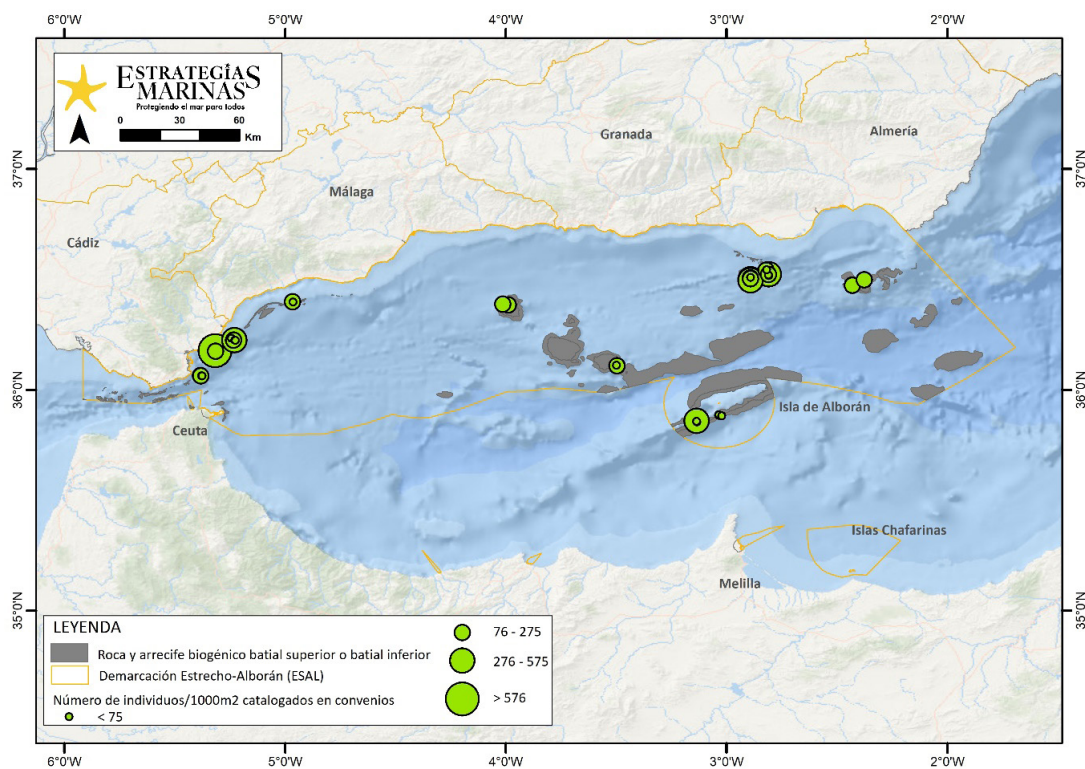 6°0'W 5°0'W 4°0'W 3°0'W 2°0'W
ESTRATEGIAS
MARINAS
Protegiendo el mar para todos
0 30 60
Km
37°0'N 37°0'N
36°0'N 36°0'N
35°0'N 35°0'N
Granada
Almería
Málaga
Cádiz
Isla de Alborán
Ceuta
Islas Chafarinas
Melilla
LEYENDA
Roca y arrecife biogénico batial superior o batial inferior
Demarcación Estrecho-Alborán (ESAL)
Número de individuos/1000m2 catalogados en convenios
< 75
76 - 275
276 - 575
> 576
6°0'W 5°0'W 4°0'W 3°0'W 2°0'W